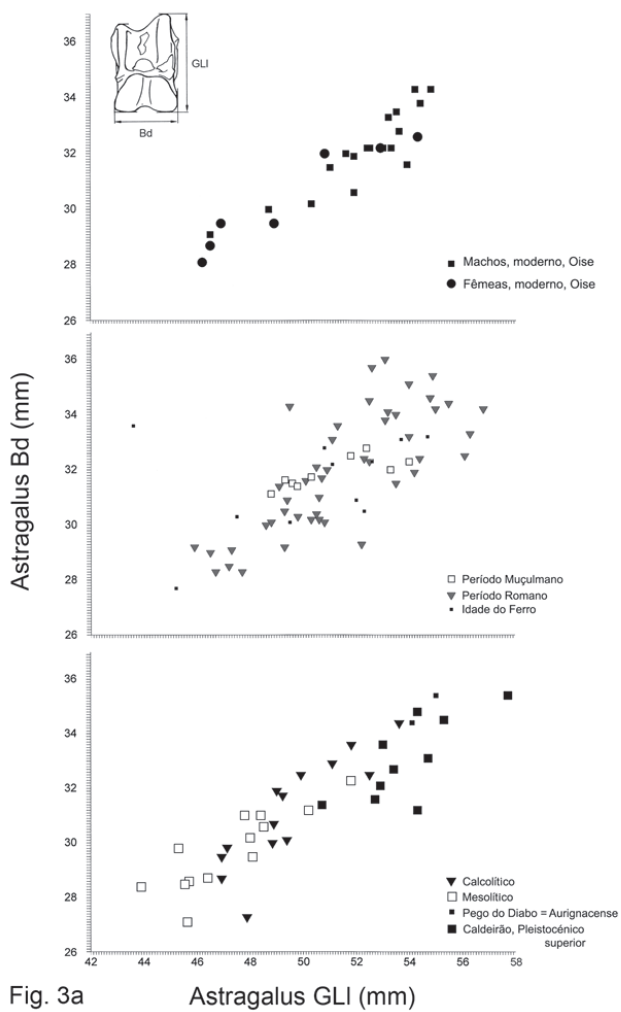 36
34
32
30
28
26
GLl
Bd
Machos, moderno, Oise
Fêmeas, moderno, Oise
Astragalus Bd (mm)
36
34
32
30
28
26
Período Muçulmano
Período Romano
Idade do Ferro
36
34
32
30
28
26
Calcolítico
Mesolítico
Pego do Diabo = Aurignacense
Caldeirão, Pleistocénico
superior
42 44 46 48 50 52 54 56 58
Fig. 3a Astragalus GLl (mm)